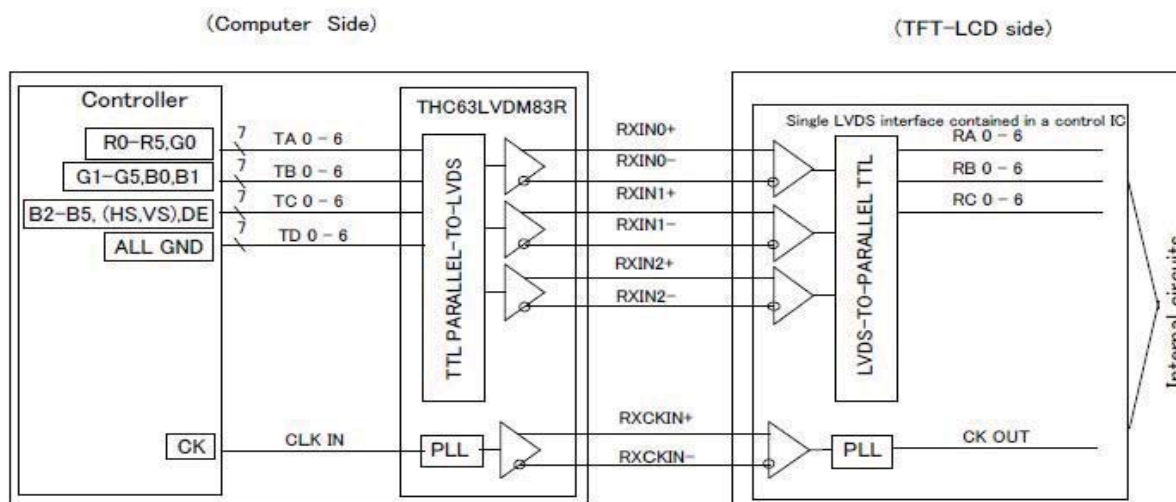 (Computer Side)
(TFT-LCD side)
Controller
THC63LVDM83R
Single LVDS interface contained in a control IC
R0-R5,G0
7
TA 0-6
G1-G5,B0,B1
7
TB 0-6
B2-B5, (HS,VS),DE
7
TC 0-6
ALL GND
7
TD 0-6
TTL PARALLEL-TO-LVDS
RXIN0+
RXIN0-
RXIN1+
RXIN1-
RXIN2+
RXIN2-
LVDS-TO-PARALLEL TTL
RA 0-6
RB 0-6
RC 0-6
Internal circuits
CK
CLK IN
PLL
RXCKIN+
RXCKIN-
PLL
CK OUT